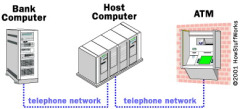 Bank
Computer
Host
Computer
ATM
telephone network
telephone network
©2001 HowStuffWorks